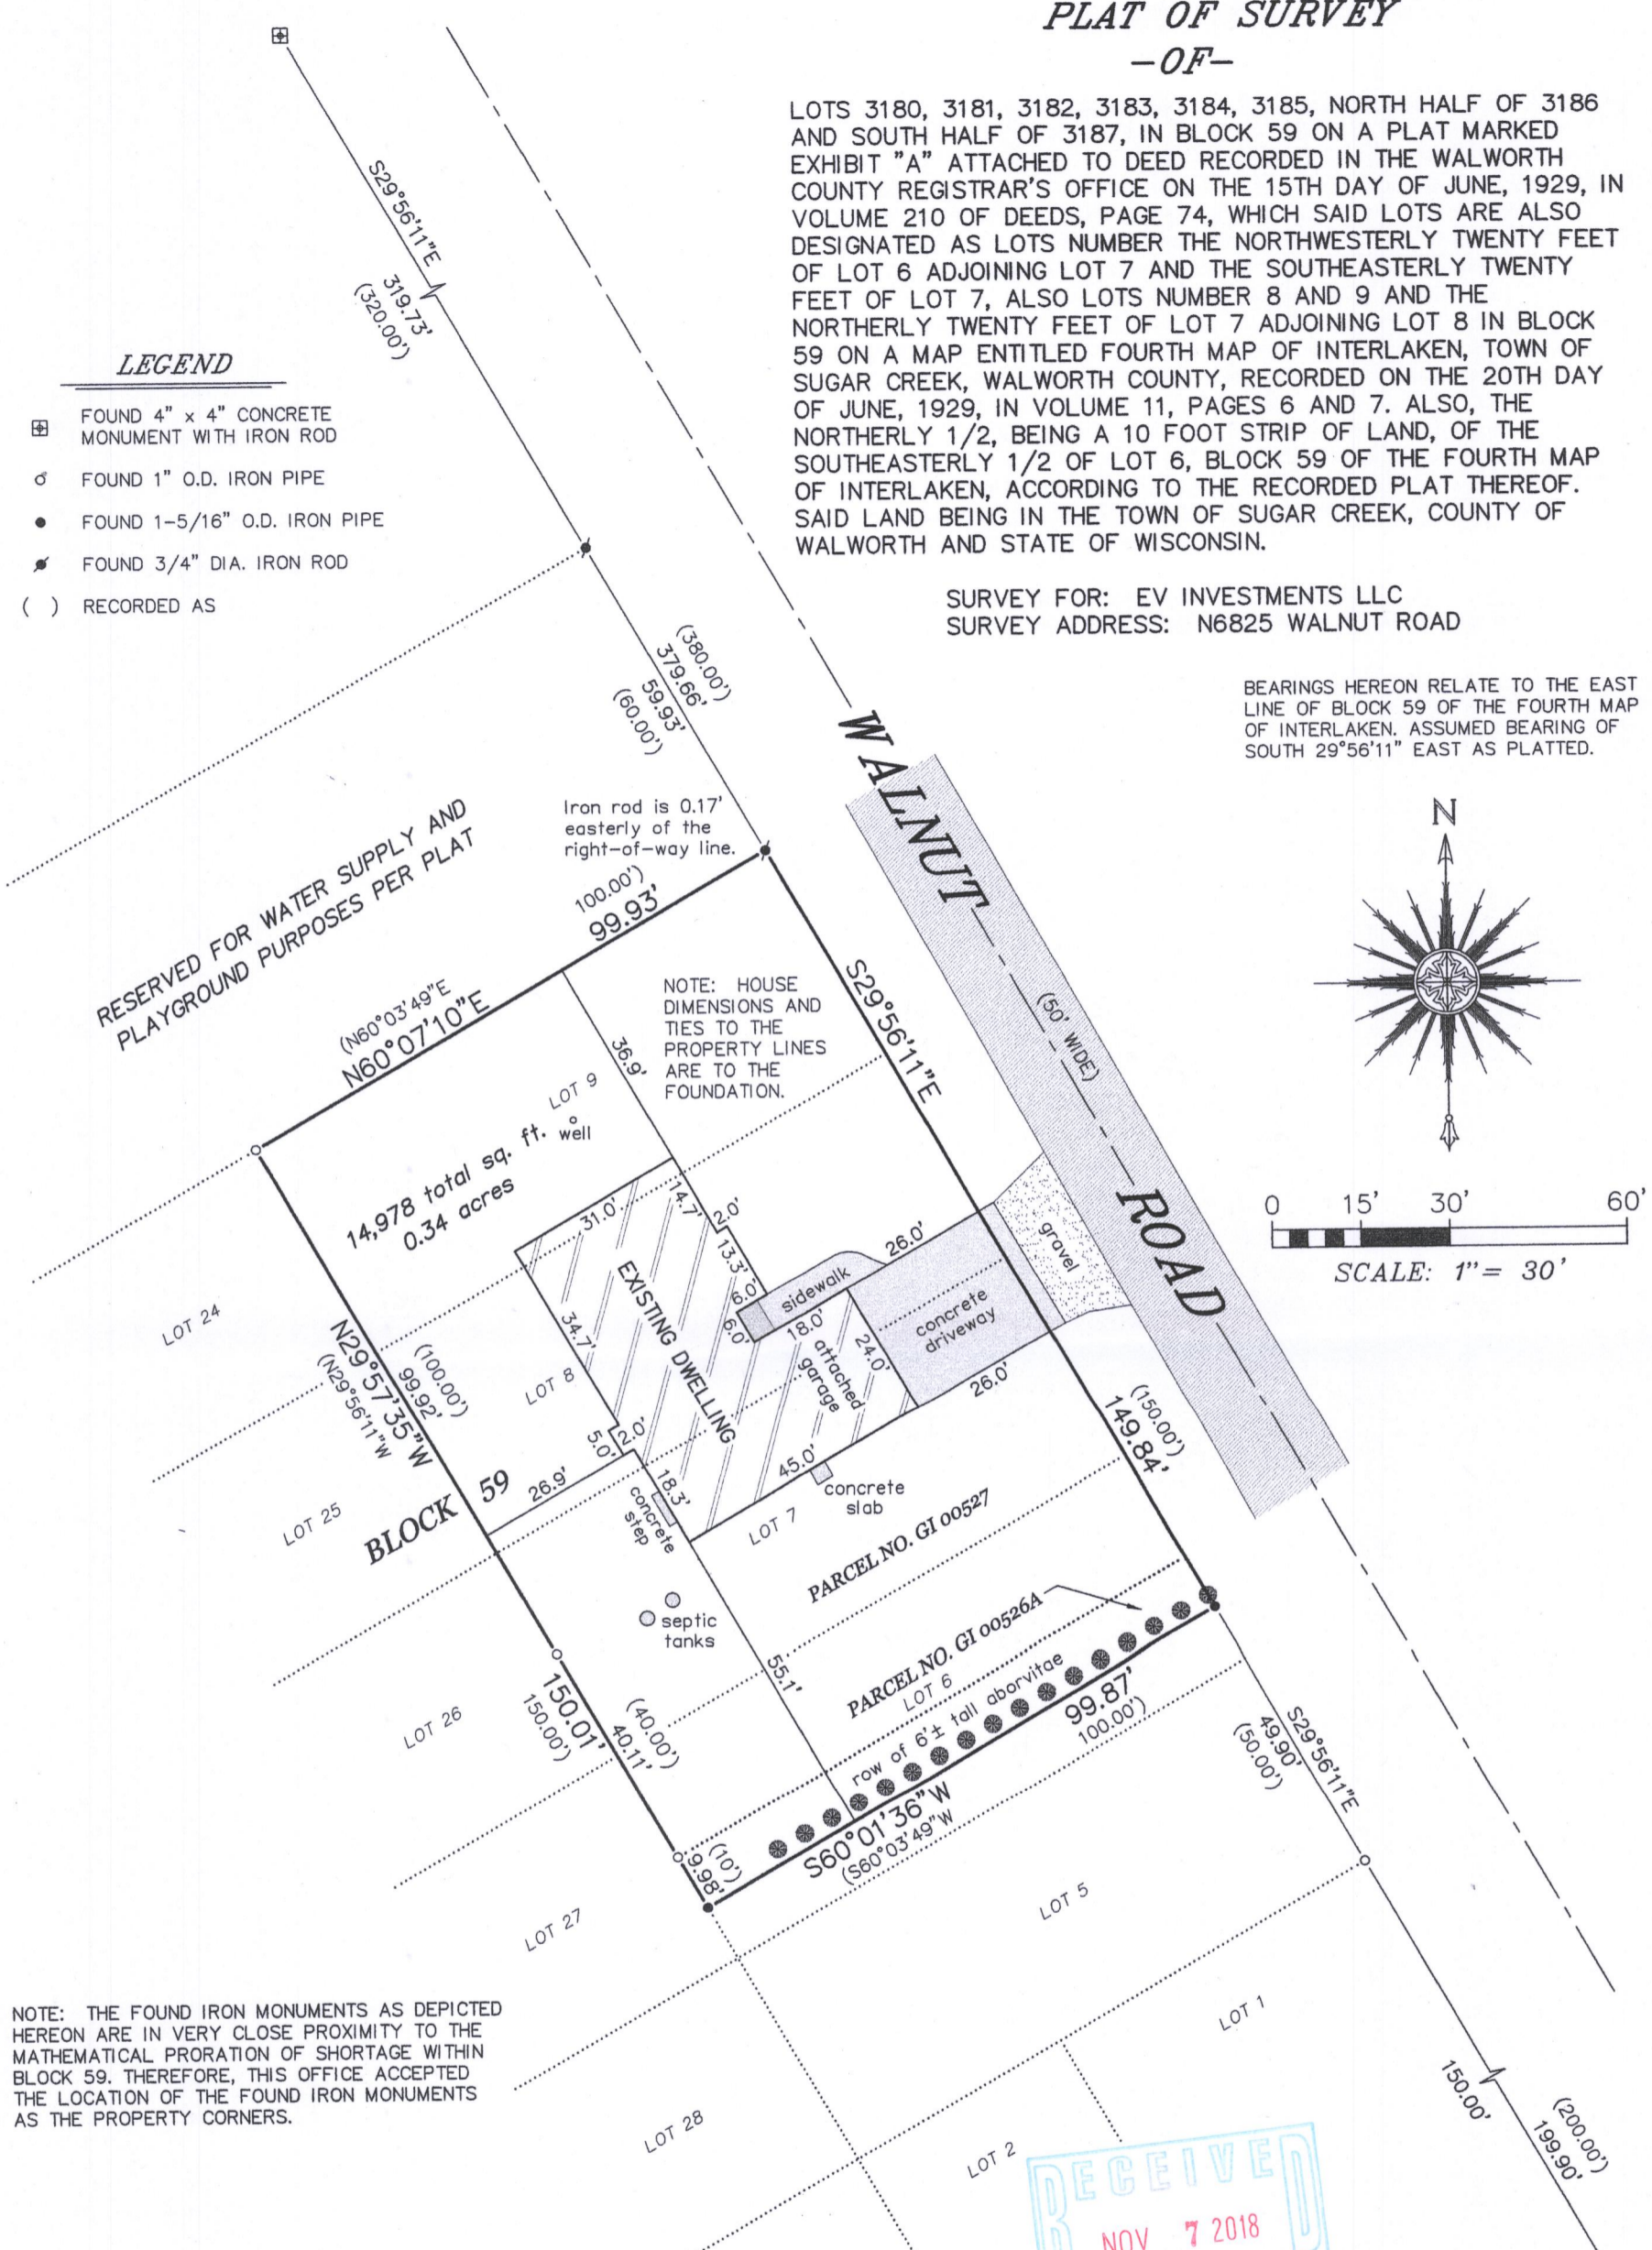 PLAT OF SURVEY
-OF-
LOTS 3180, 3181, 3182, 3183, 3184, 3185, NORTH HALF OF 3186
AND SOUTH HALF OF 3187, IN BLOCK 59 ON A PLAT MARKED
EXHIBIT "A" ATTACHED TO DEED RECORDED IN THE WALWORTH
COUNTY REGISTRAR'S OFFICE ON THE 15TH DAY OF JUNE, 1929, IN
VOLUME 210 OF DEEDS, PAGE 74, WHICH SAID LOTS ARE ALSO
DESIGNATED AS LOTS NUMBER THE NORTHWESTERLY TWENTY FEET
OF LOT 6 ADJOINING LOT 7 AND THE SOUTHEASTERLY TWENTY
FEET OF LOT 7, ALSO LOTS NUMBER 8 AND 9 AND THE
NORTHERLY TWENTY FEET OF LOT 7 ADJOINING LOT 8 IN BLOCK
59 ON A MAP ENTITLED FOURTH MAP OF INTERLAKEN, TOWN OF
SUGAR CREEK, WALWORTH COUNTY, RECORDED ON THE 20TH DAY
OF JUNE, 1929, IN VOLUME 11, PAGES 6 AND 7. ALSO, THE
NORTHERLY 1/2, BEING A 10 FOOT STRIP OF LAND, OF THE
SOUTHEASTERLY 1/2 OF LOT 6, BLOCK 59 OF THE FOURTH MAP
OF INTERLAKEN, ACCORDING TO THE RECORDED PLAT THEREOF.
SAID LAND BEING IN THE TOWN OF SUGAR CREEK, COUNTY OF
WALWORTH AND STATE OF WISCONSIN.
SURVEY FOR: EV INVESTMENTS LLC
SURVEY ADDRESS: N6825 WALNUT ROAD
BEARINGS HEREON RELATE TO THE EAST
LINE OF BLOCK 59 OF THE FOURTH MAP
OF INTERLAKEN. ASSUMED BEARING OF
SOUTH 29°56'11" EAST AS PLATTED.
N
0 15' 30' 60'
SCALE: 1"= 30'
LEGEND
FOUND 4" x 4" CONCRETE
MONUMENT WITH IRON ROD
FOUND 1" O.D. IRON PIPE
FOUND 1-5/16" O.D. IRON PIPE
FOUND 3/4" DIA. IRON ROD
( ) RECORDED AS
S29°56'11"E
319.73'
(320.00')
(380.00')
379.66'
59.93'
(60.00')
WALNUT
(50' WIDE)
ROAD
Iron rod is 0.17'
easterly of the
right-of-way line.
RESERVED FOR WATER SUPPLY AND
PLAYGROUND PURPOSES PER PLAT
100.00')
99.93'
(N60°03'49"E
N60°07'10"E
NOTE: HOUSE
DIMENSIONS AND
TIES TO THE
PROPERTY LINES
ARE TO THE
FOUNDATION.
S29°56'11"E
36.9'
LOT 9
well
14,978 total sq. ft.
0.34 acres
31.0'
14.7'
2.0'
13.3'
6.0'
6.0'
sidewalk
26.0'
gravel
concrete
driveway
18.0'
24.0'
attached
garage
26.0'
EXISTING DWELLING
34.7'
LOT 8
5.0'
2.0'
26.9'
18.3'
45.0'
concrete
step
concrete
slab
LOT 7
LOT 24
N29°57'35"W
(N29°56'11"W
(100.00')
99.92'
BLOCK 59
LOT 25
(150.00')
149.84'
PARCEL NO. GI 00527
PARCEL NO. GI 00526A
LOT 6
septic
tanks
55.1'
LOT 26
150.01'
150.00')
(40.00')
40.11'
row of 6'± tall aborvitae
99.87'
100.00')
S60°01'36"W
(S60°03'49"W
(10')
9.98'
S29°56'11"E
49.90'
(50.00')
LOT 27
LOT 5
LOT 1
LOT 28
LOT 2
150.00'
(200.00')
199.90'
NOTE: THE FOUND IRON MONUMENTS AS DEPICTED
HEREON ARE IN VERY CLOSE PROXIMITY TO THE
MATHEMATICAL PRORATION OF SHORTAGE WITHIN
BLOCK 59. THEREFORE, THIS OFFICE ACCEPTED
THE LOCATION OF THE FOUND IRON MONUMENTS
AS THE PROPERTY CORNERS.
RECEIVED
NOV 7 2018